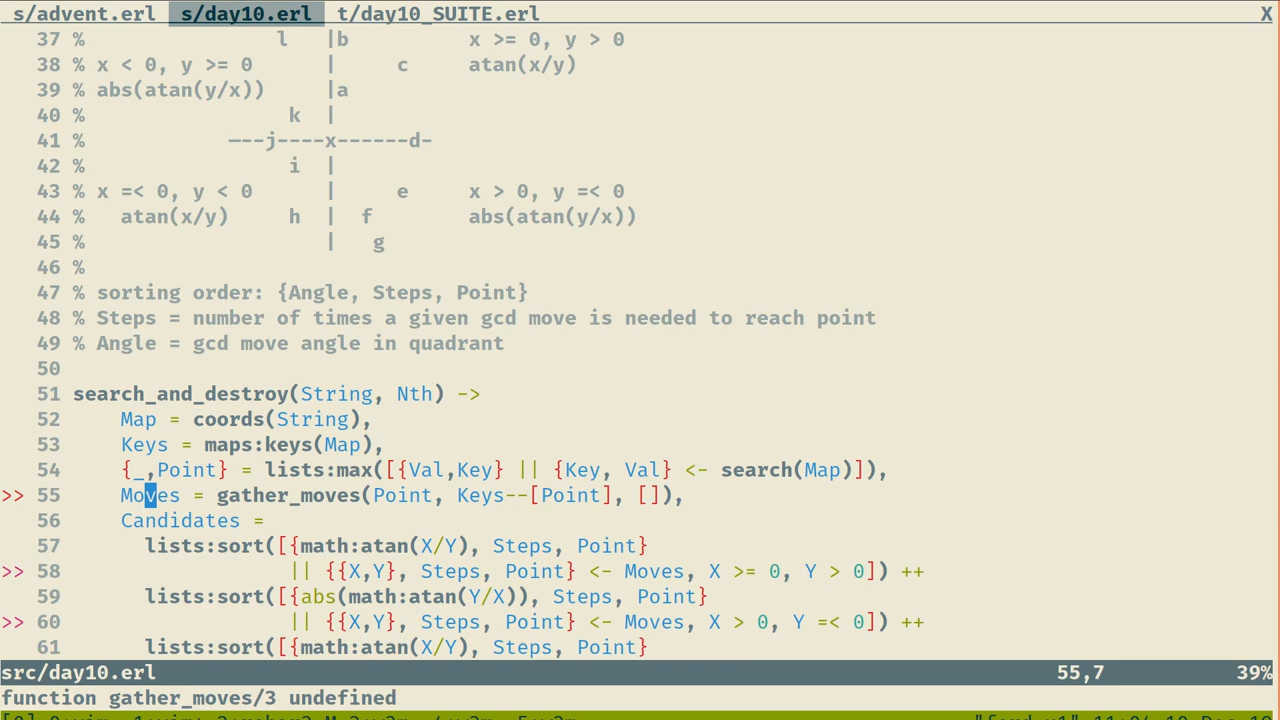 s/advent.erl s/day10.erl t/day10_SUITE.erl X
37 % l |b x >= 0, y > 0
38 % x < 0, y >= 0 | c atan(x/y)
39 % abs(atan(y/x)) |a
40 % k |
41 % ---j----x------d-
42 % i |
43 % x =< 0, y < 0 | e x > 0, y =< 0
44 % atan(x/y) h | f abs(atan(y/x))
45 % | g
46 %
47 % sorting order: {Angle, Steps, Point}
48 % Steps = number of times a given gcd move is needed to reach point
49 % Angle = gcd move angle in quadrant
50
51 search_and_destroy(String, Nth) ->
52 Map = coords(String),
53 Keys = maps:keys(Map),
54 {_,Point} = lists:max([{Val,Key} || {Key, Val} <- search(Map)]),
>> 55 Moves = gather_moves(Point, Keys--[Point], []),
56 Candidates =
57 lists:sort([{math:atan(X/Y), Steps, Point}
>> 58 || {{X,Y}, Steps, Point} <- Moves, X >= 0, Y > 0]) ++
59 lists:sort([{abs(math:atan(Y/X)), Steps, Point}
>> 60 || {{X,Y}, Steps, Point} <- Moves, X > 0, Y =< 0]) ++
61 lists:sort([{math:atan(X/Y), Steps, Point}
src/day10.erl 55,7 39%
function gather_moves/3 undefined